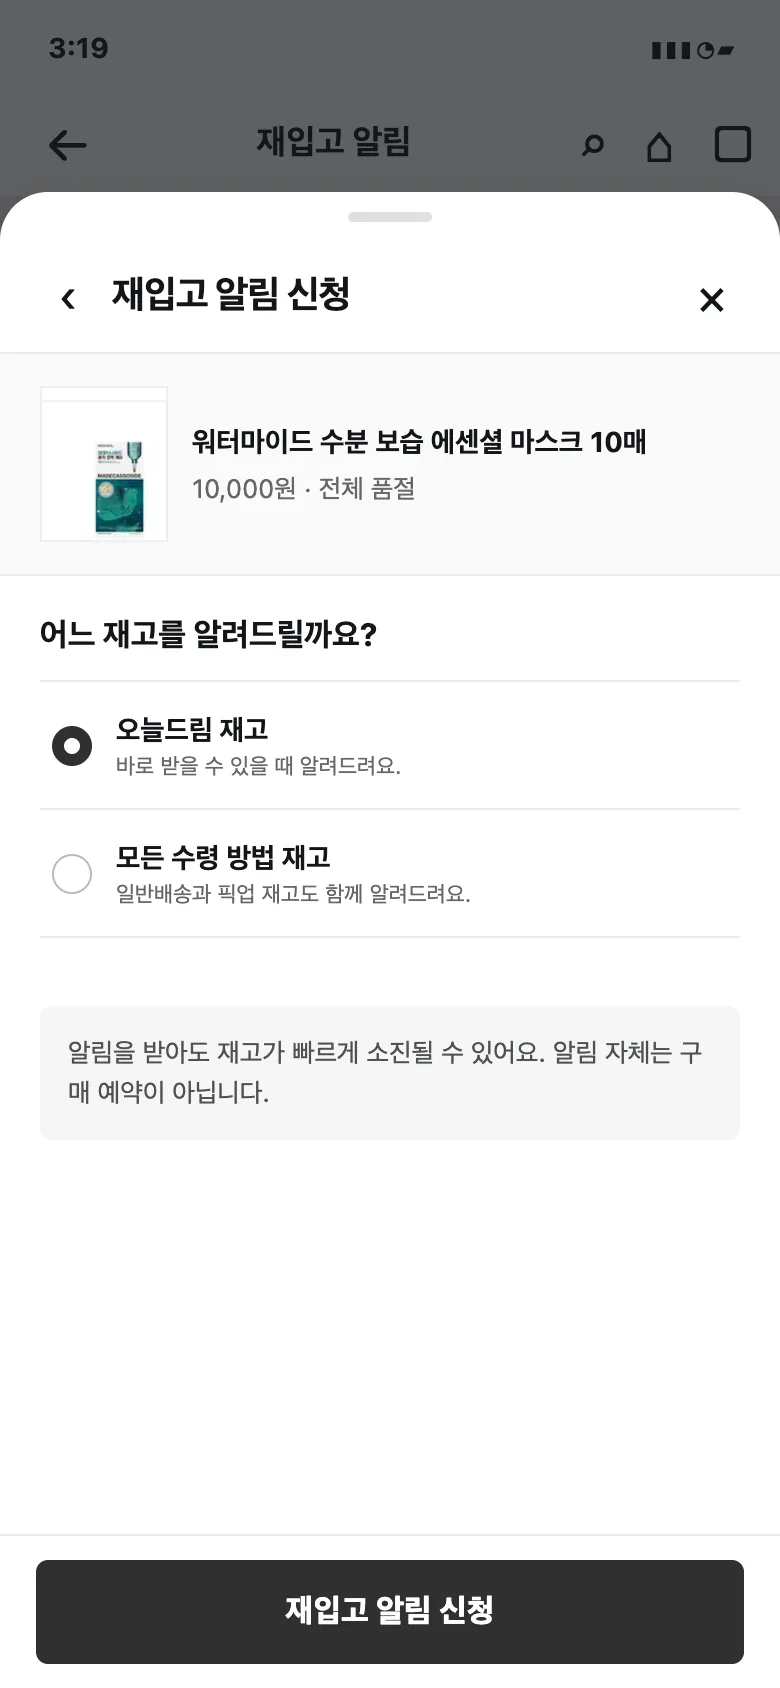 3:19
재입고 알림
재입고 알림 신청
워터마이드 수분 보습 에센셜 마스크 10매
10,000원 · 전체 품절
MADECASSOSIDE
어느 재고를 알려드릴까요?
오늘드림 재고
바로 받을 수 있을 때 알려드려요.
모든 수령 방법 재고
일반배송과 픽업 재고도 함께 알려드려요.
알림을 받아도 재고가 빠르게 소진될 수 있어요. 알림 자체는 구
매 예약이 아닙니다.
재입고 알림 신청